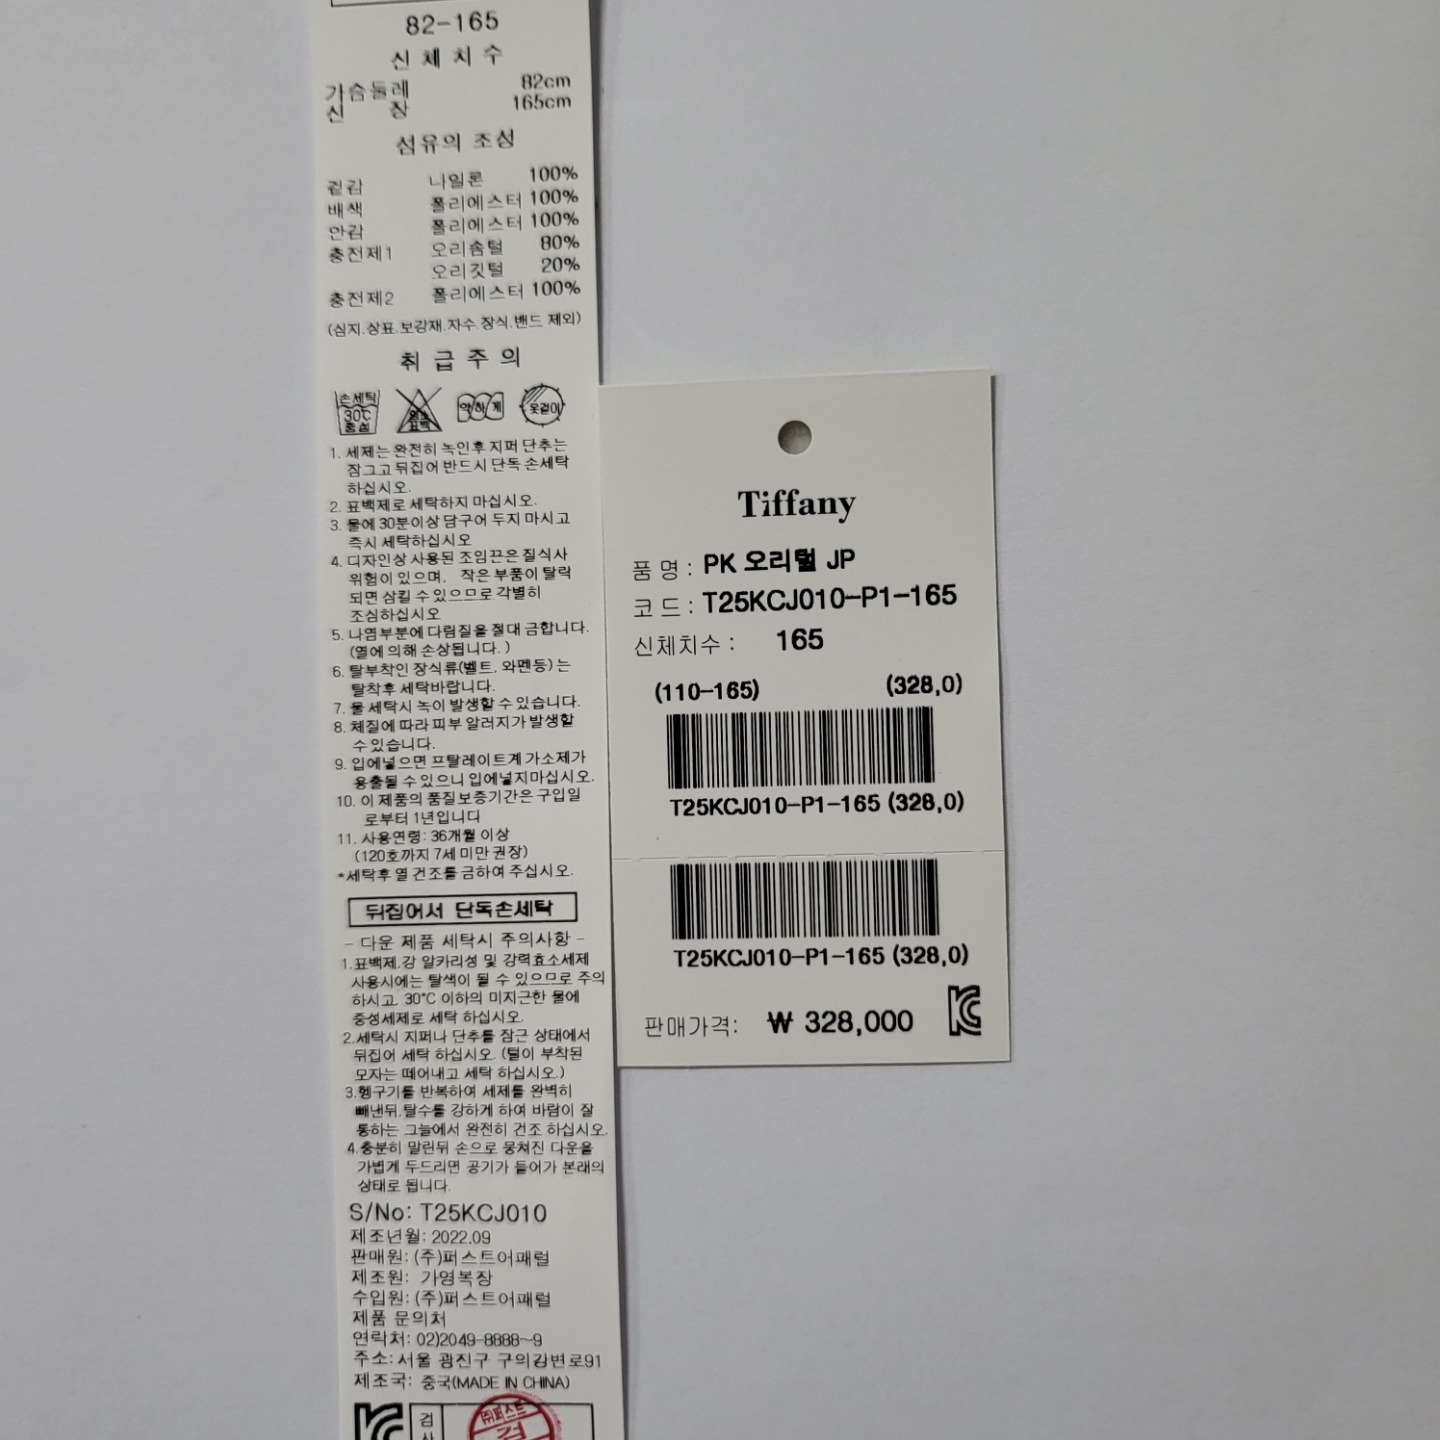 82-165
신 체 치 수
가슴둘레 82cm
신 장 165cm
섬유의 조성
겉감 나일론 100%
배색 폴리에스터 100%
안감 폴리에스터 100%
충전제1 오리솜털 80%
오리깃털 20%
충전제2 폴리에스터 100%
(심지.상표.보강재.자수.장식.밴드 제외)
취 급 주 의
손세탁 30℃ 중성
염소 표백
약하게
옷걸이
1. 세제는 완전히 녹인후 지퍼 단추는
잠그고 뒤집어 반드시 단독 손세탁
하십시오.
2. 표백제로 세탁하지 마십시오.
3. 물에 30분이상 담구어 두지 마시고
즉시 세탁하십시오
4. 디자인상 사용된 조임끈은 질식사
위험이 있으며, 작은 부품이 탈락
되면 삼킬 수 있으므로 각별히
조심하십시오
5. 나염부분에 다림질을 절대 금합니다.
(열에 의해 손상됩니다. )
6. 탈부착인 장식류(벨트, 와펜등)는
탈착후 세탁바랍니다.
7. 물 세탁시 녹이 발생할 수 있습니다.
8. 체질에 따라 피부 알러지가 발생할
수 있습니다.
9. 입에넣으면 프탈레이트계 가소제가
용출될 수 있으니 입에넣지마십시오.
10. 이 제품의 품질보증기간은 구입일
로부터 1년입니다
11. 사용연령: 36개월 이상
(120호까지 7세미만 권장)
*세탁후 열 건조를 금하여 주십시오.
뒤집어서 단독손세탁
- 다운 제품 세탁시 주의사항 -
1.표백제,강 알카리성 및 강력효소세제
사용시에는 탈색이 될 수 있으므로 주의
하시고, 30°C 이하의 미지근한 물에
중성세제로 세탁 하십시오.
2.세탁시 지퍼나 단추를 잠근 상태에서
뒤집어 세탁 하십시오. (털이 부착된
모자는 떼어내고 세탁 하십시오.)
3.헹구기를 반복하여 세제를 완벽히
빼낸뒤,탈수를 강하게 하여 바람이 잘
통하는 그늘에서 완전히 건조 하십시오.
4.충분히 말린뒤 손으로 뭉쳐진 다운을
가볍게 두드리면 공기가 들어가 본래의
상태로 됩니다.
S/No: T25KCJ010
제조년월: 2022.09
판매원: (주)퍼스트어패럴
제조원: 가영복장
수입원: (주)퍼스트어패럴
제품 문의처
연락처: 02)2049-8888~9
주소: 서울 광진구 구의강변로91
제조국: 중국(MADE IN CHINA)
KC
검
(주)퍼스트
Tiffany
품 명 : PK 오리털 JP
코 드 : T25KCJ010-P1-165
신체치수 : 165
(110-165) (328,0)
T25KCJ010-P1-165 (328,0)
T25KCJ010-P1-165 (328,0)
판매가격: ₩ 328,000
KC